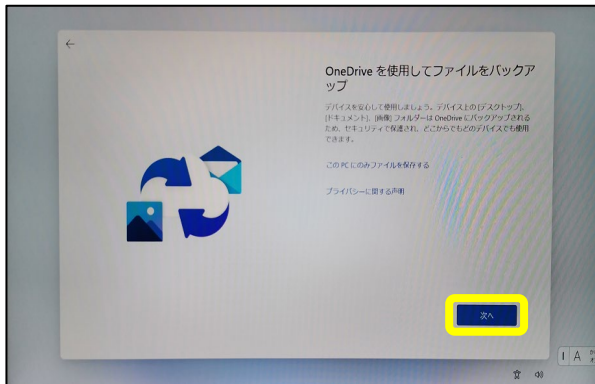 OneDrive を使用してファイルをバックア
ップ
デバイスを安心して使用しましょう。デバイス上の [デスクトップ]、
[ドキュメント]、[画像] フォルダーは OneDrive にバックアップされる
ため、セキュリティで保護され、どこからでもどのデバイスでも使用
できます。
この PC にのみファイルを保存する
プライバシーに関する声明
次へ
A